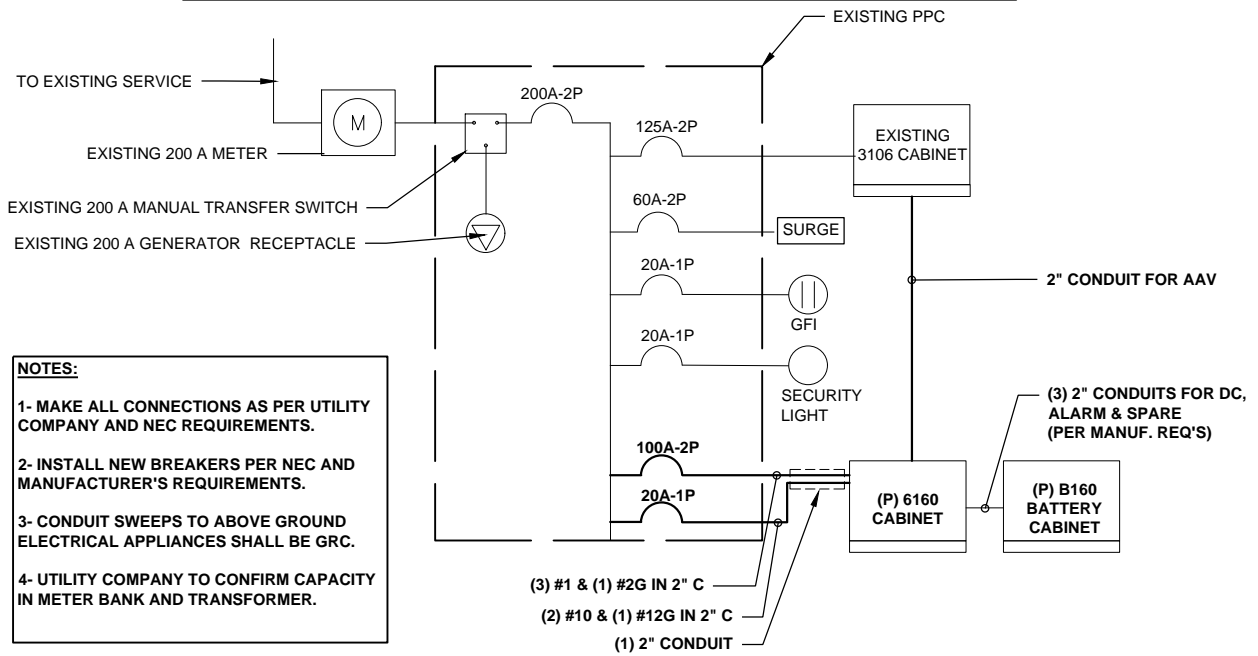 EXISTING PPC
TO EXISTING SERVICE
M
EXISTING 200 A METER
EXISTING 200 A MANUAL TRANSFER SWITCH
EXISTING 200 A GENERATOR RECEPTACLE
200A-2P
125A-2P
EXISTING
3106 CABINET
60A-2P
SURGE
20A-1P
GFI
20A-1P
SECURITY
LIGHT
2" CONDUIT FOR AAV
NOTES:
1- MAKE ALL CONNECTIONS AS PER UTILITY
COMPANY AND NEC REQUIREMENTS.
2- INSTALL NEW BREAKERS PER NEC AND
MANUFACTURER'S REQUIREMENTS.
3- CONDUIT SWEEPS TO ABOVE GROUND
ELECTRICAL APPLIANCES SHALL BE GRC.
4- UTILITY COMPANY TO CONFIRM CAPACITY
IN METER BANK AND TRANSFORMER.
100A-2P
20A-1P
(3) 2" CONDUITS FOR DC,
ALARM & SPARE
(PER MANUF. REQ'S)
(P) 6160
CABINET
(P) B160
BATTERY
CABINET
(3) #1 & (1) #2G IN 2" C
(2) #10 & (1) #12G IN 2" C
(1) 2" CONDUIT